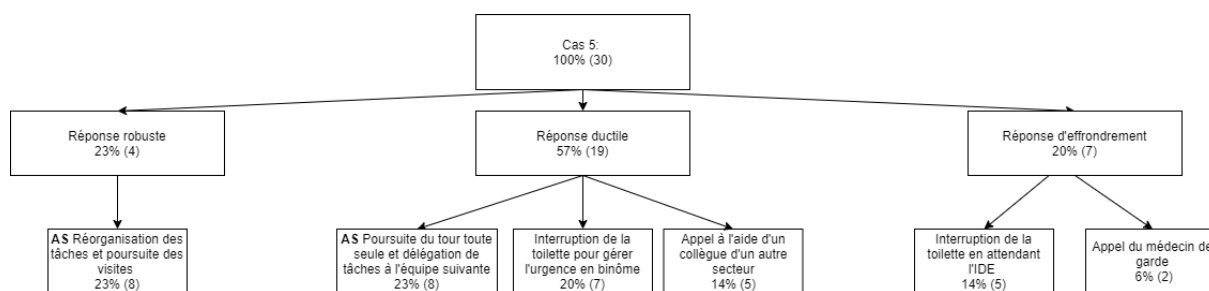 Cas 5:
100% (30)
Réponse robuste
23% (4)
Réponse ductile
57% (19)
Réponse d'effrondrement
20% (7)
AS Réorganisation des
tâches et poursuite des
visites
23% (8)
AS Poursuite du tour toute
seule et délégation de
tâches à l'équipe suivante
23% (8)
Interruption de la
toilette pour gérer
l'urgence en binôme
20% (7)
Appel à l'aide d'un
collègue d'un autre
secteur
14% (5)
Interruption de la
toilette en attendant
l'IDE
14% (5)
Appel du médecin de
garde
6% (2)